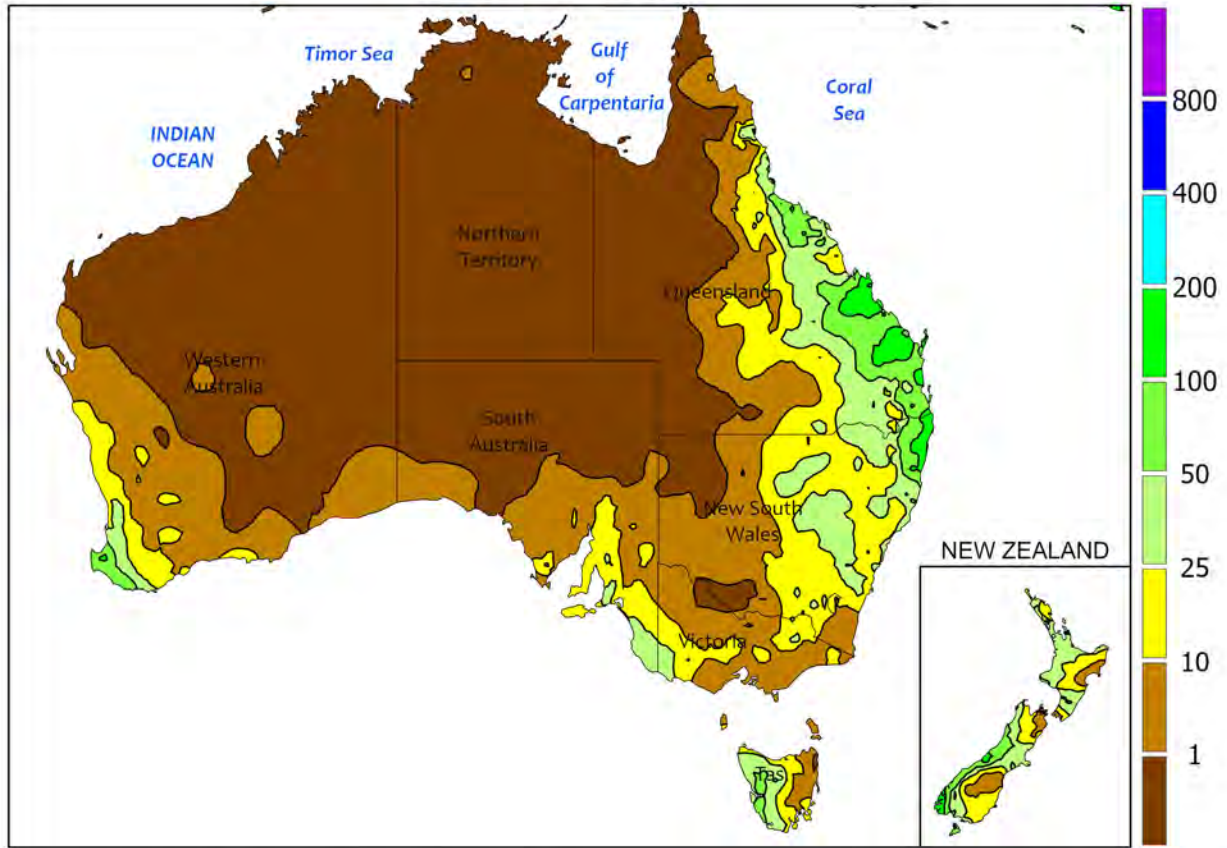 Timor Sea
Gulf
of
Carpentaria
Coral
Sea
INDIAN
OCEAN
Northern
Territory
Queensland
Western
Australia
South
Australia
New South
Wales
Victoria
Tas
NEW ZEALAND
800
400
200
100
50
25
10
1